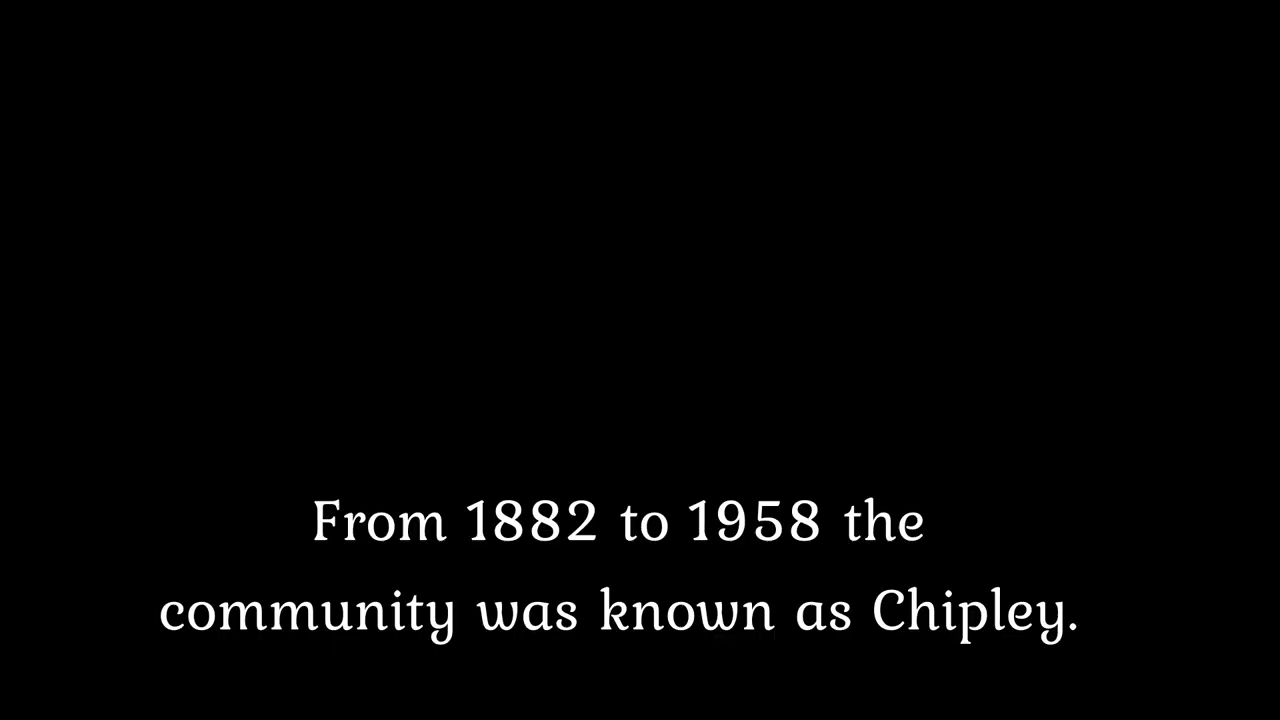 From 1882 to 1958 the
community was known as Chipley.